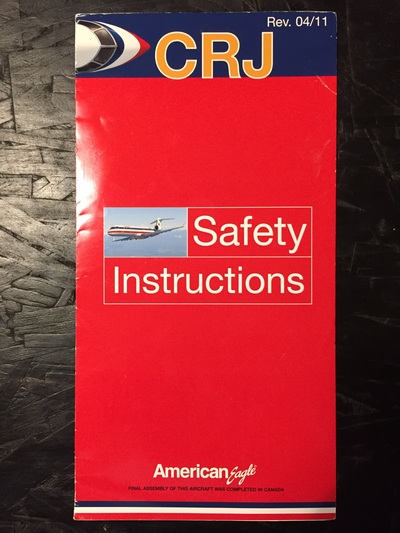 Rev. 04/11
CRJ
Safety
Instructions
American Eagle
FINAL ASSEMBLY OF THIS AIRCRAFT WAS COMPLETED IN CANADA